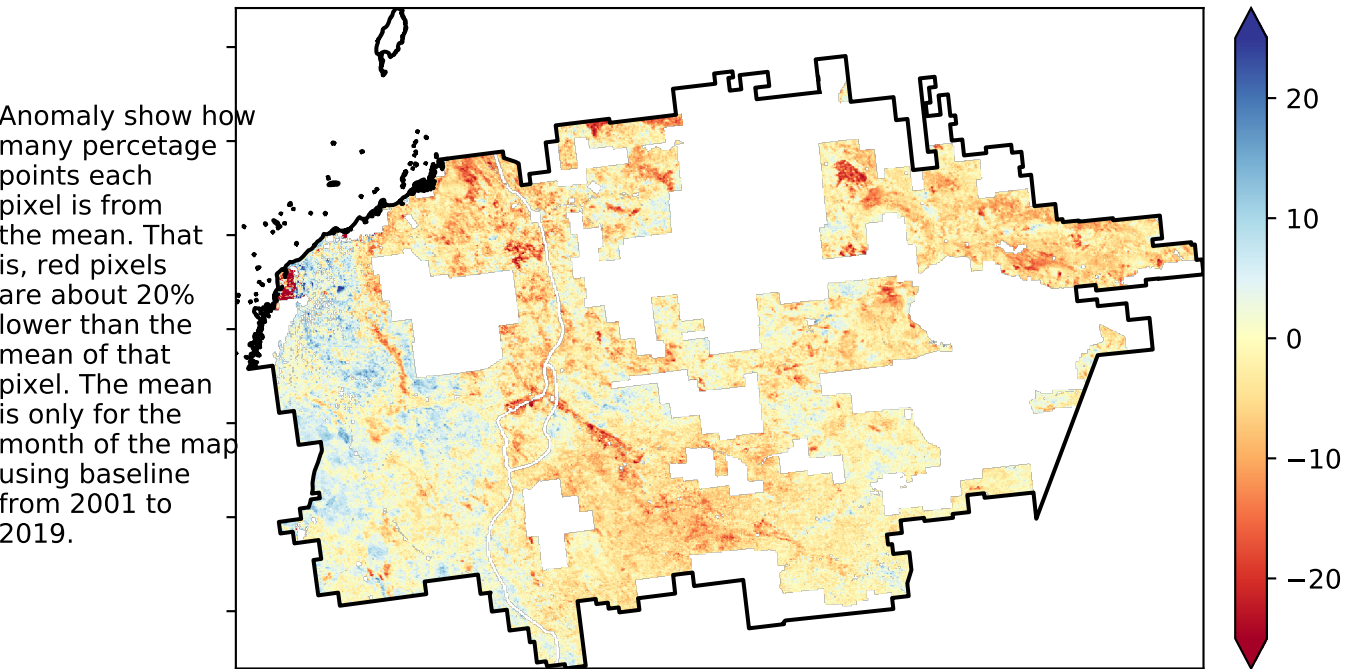 Anomaly show how
many percetage
points each
pixel is from
the mean. That
is, red pixels
are about 20%
lower than the
mean of that
pixel. The mean
is only for the
month of the map
using baseline
from 2001 to
2019.
20
10
0
−10
−20